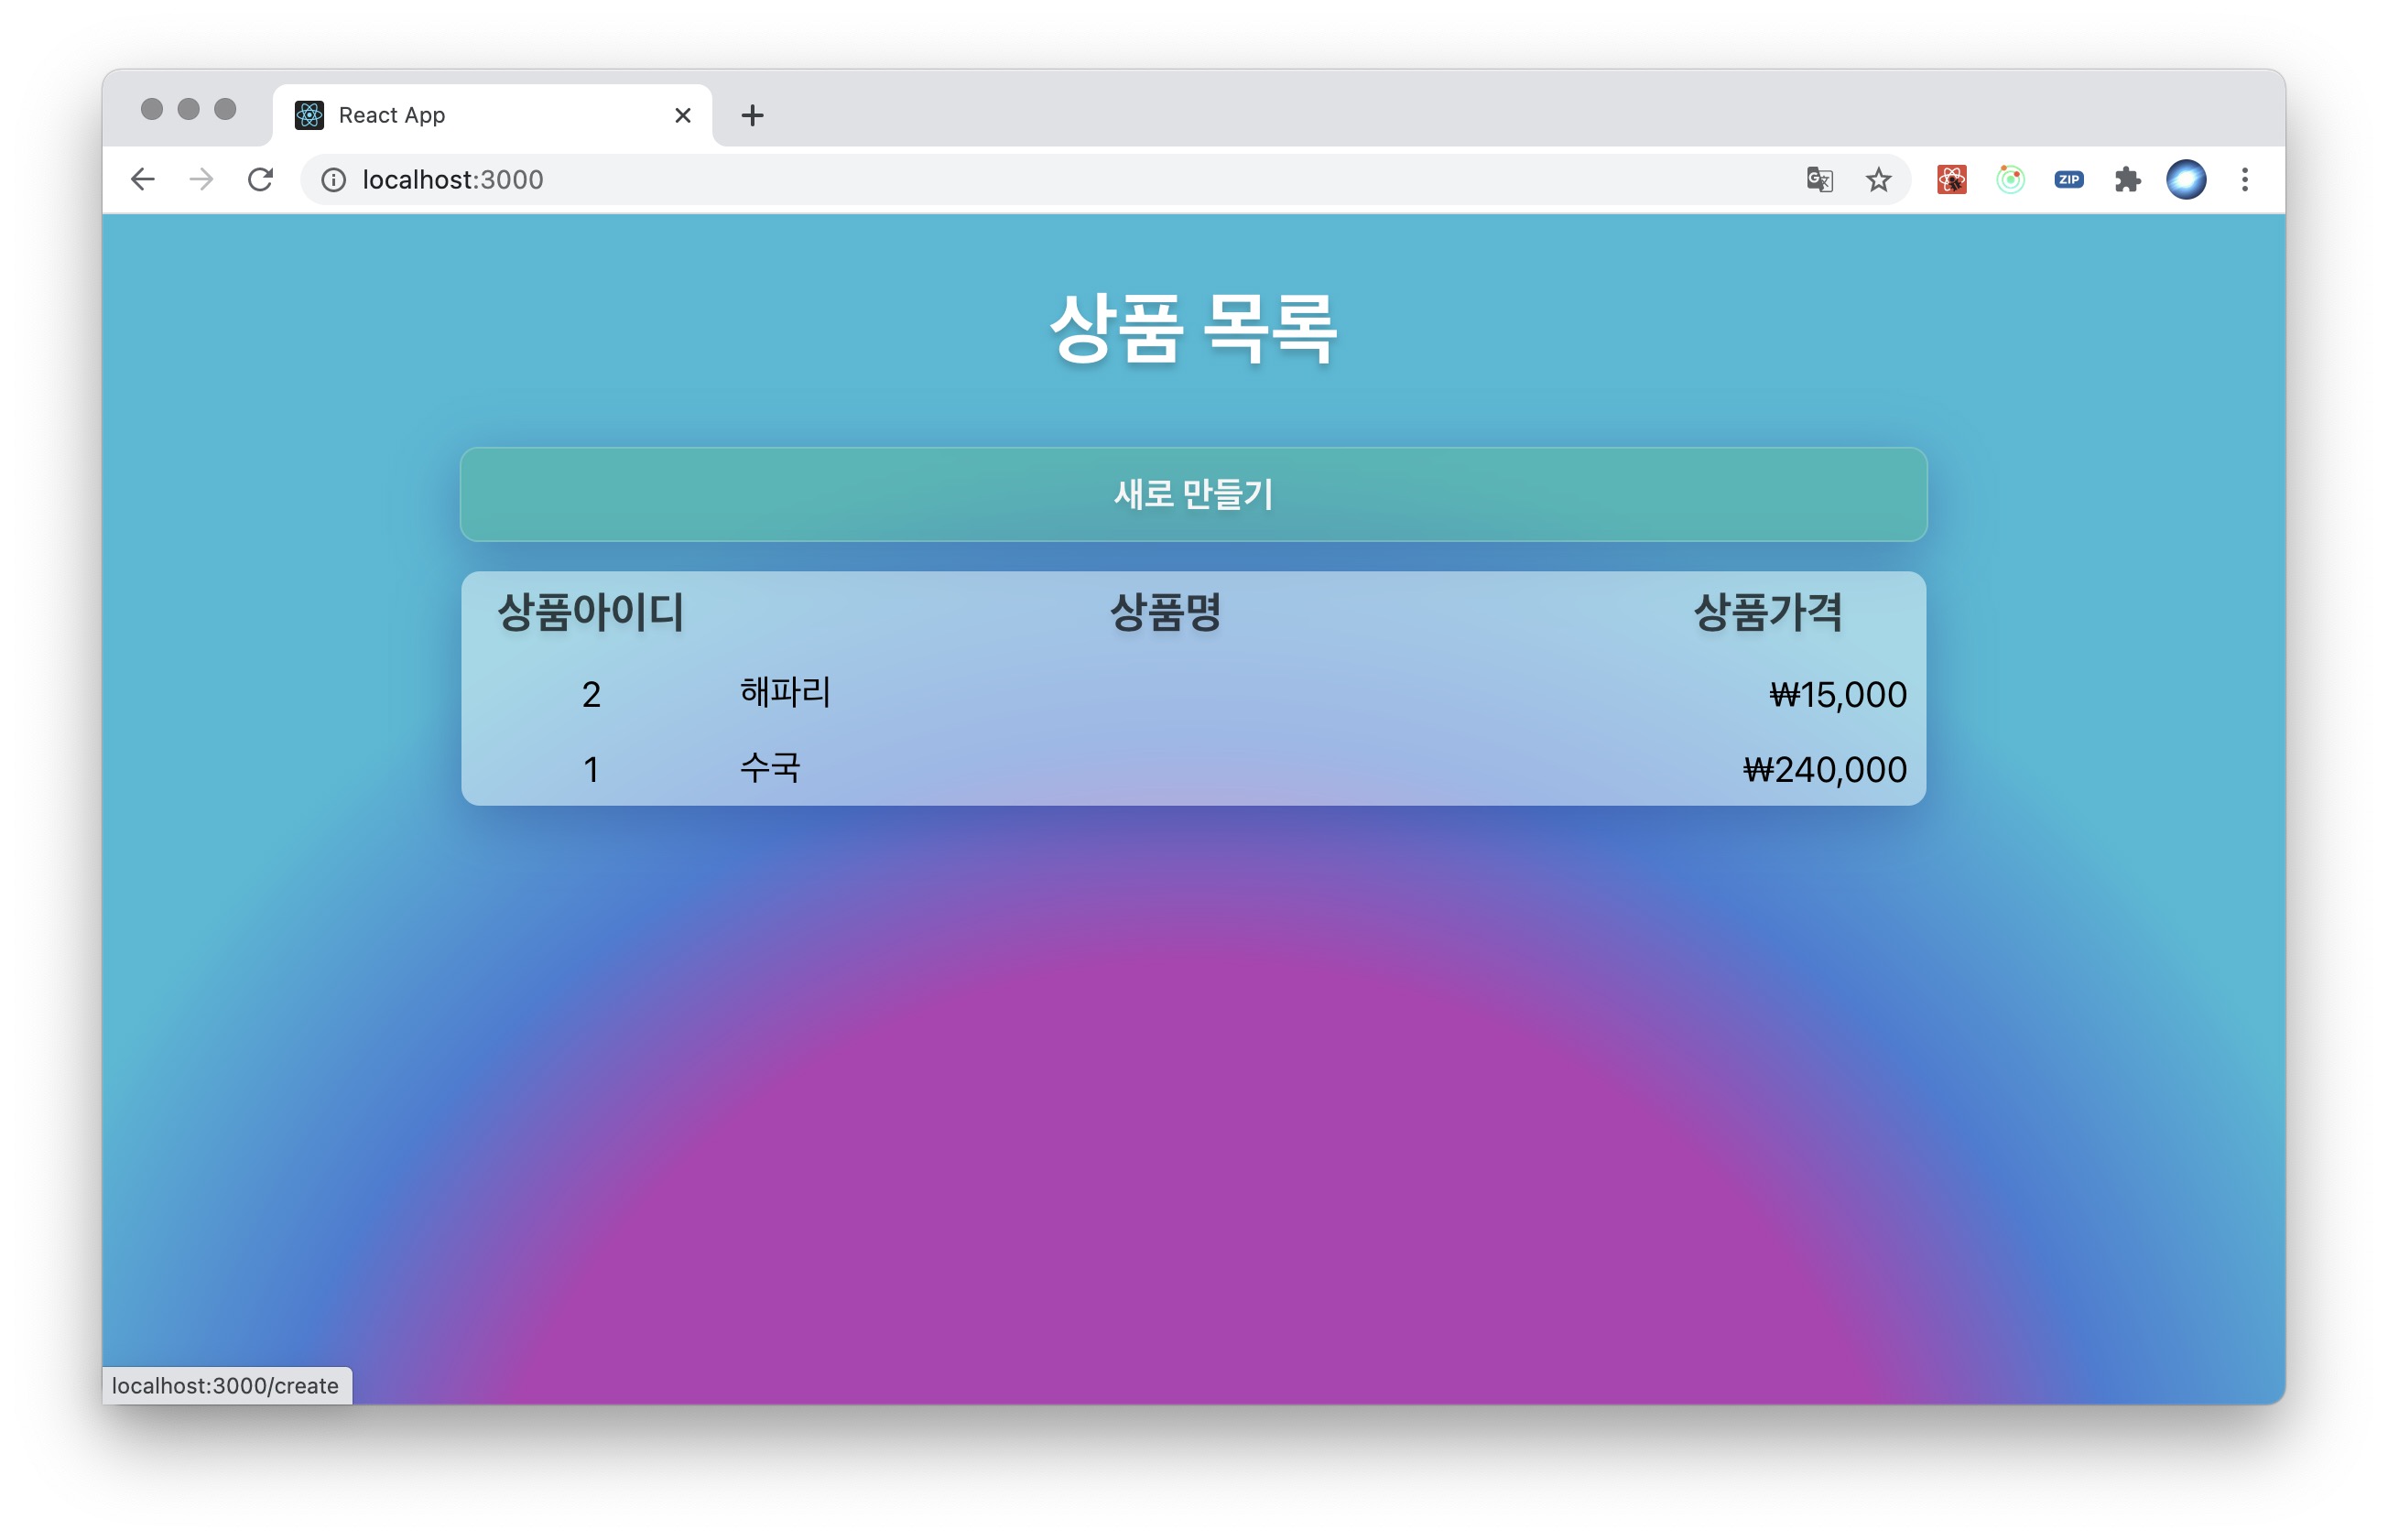 React App
localhost:3000
ZIP
상품 목록
새로 만들기
상품아이디 상품명 상품가격
2 해파리 ₩15,000
1 수국 ₩240,000
localhost:3000/create